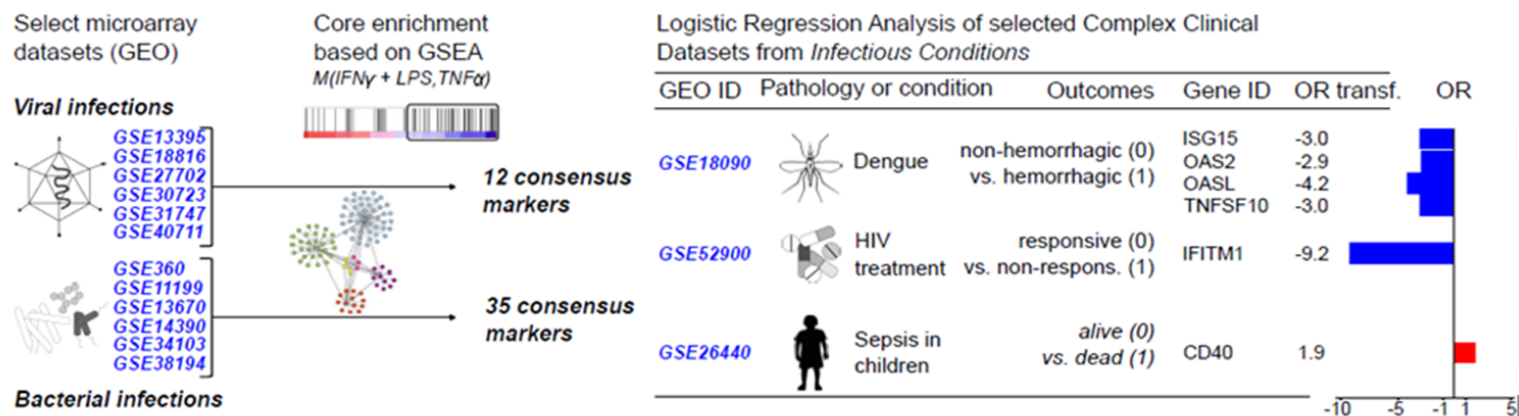 Select microarray
datasets (GEO)
Core enrichment
based on GSEA
M(IFNγ + LPS,TNFα)
Viral infections
GSE13395
GSE18816
GSE27702
GSE30723
GSE31747
GSE40711
12 consensus
markers
GSE360
GSE11199
GSE13670
GSE14390
GSE34103
GSE38194
35 consensus
markers
Bacterial infections
Logistic Regression Analysis of selected Complex Clinical
Datasets from Infectious Conditions
GEO ID Pathology or condition Outcomes Gene ID OR transf. OR
GSE18090
Dengue
non-hemorrhagic (0)
vs. hemorrhagic (1)
ISG15 -3.0
OAS2 -2.9
OASL -4.2
TNFSF10 -3.0
GSE52900
HIV
treatment
responsive (0)
vs. non-respons. (1)
IFITM1 -9.2
GSE26440
Sepsis in
children
alive (0)
vs. dead (1)
CD40 1.9
-10 -5 -1 1 5